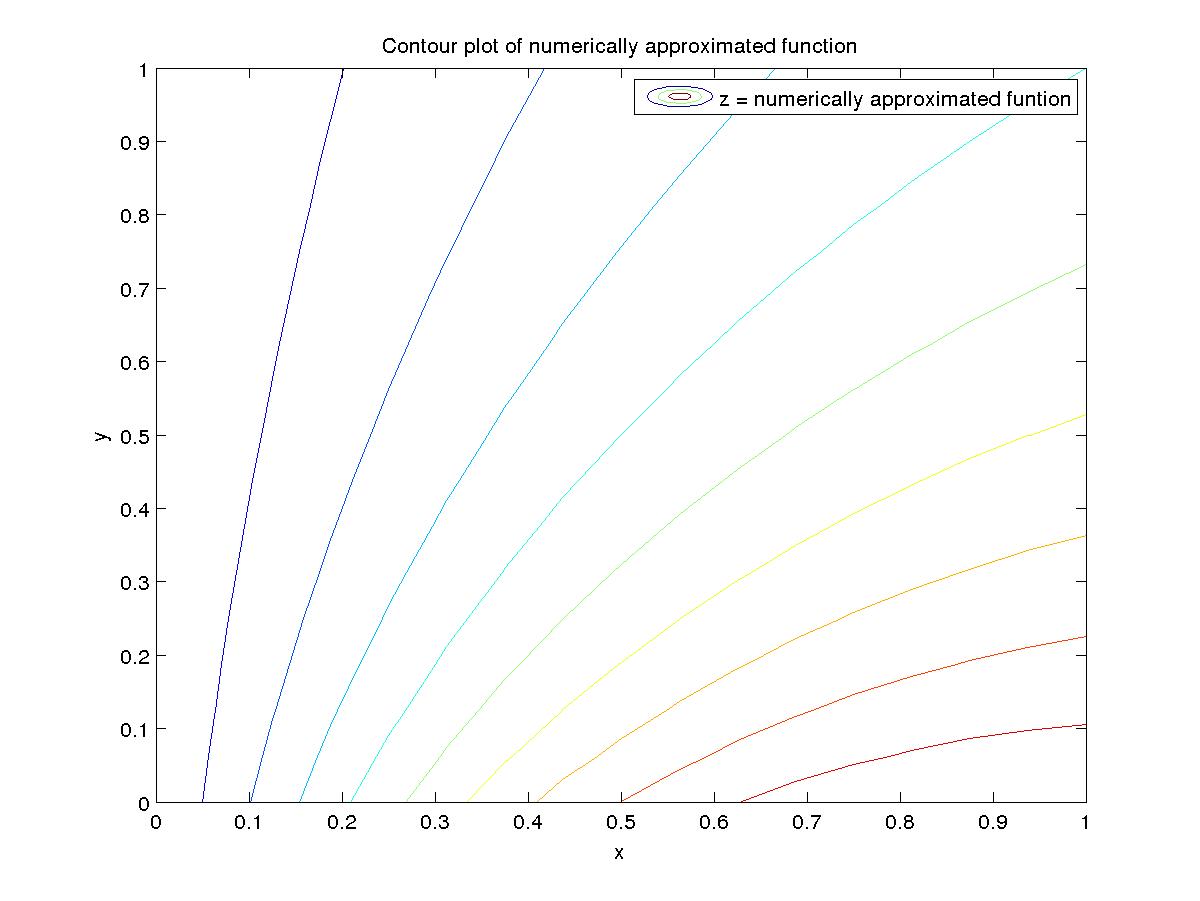 Contour plot of numerically approximated function
z = numerically approximated funtion
1
0.9
0.8
0.7
0.6
0.5
0.4
0.3
0.2
0.1
0
y
0 0.1 0.2 0.3 0.4 0.5 0.6 0.7 0.8 0.9 1
x